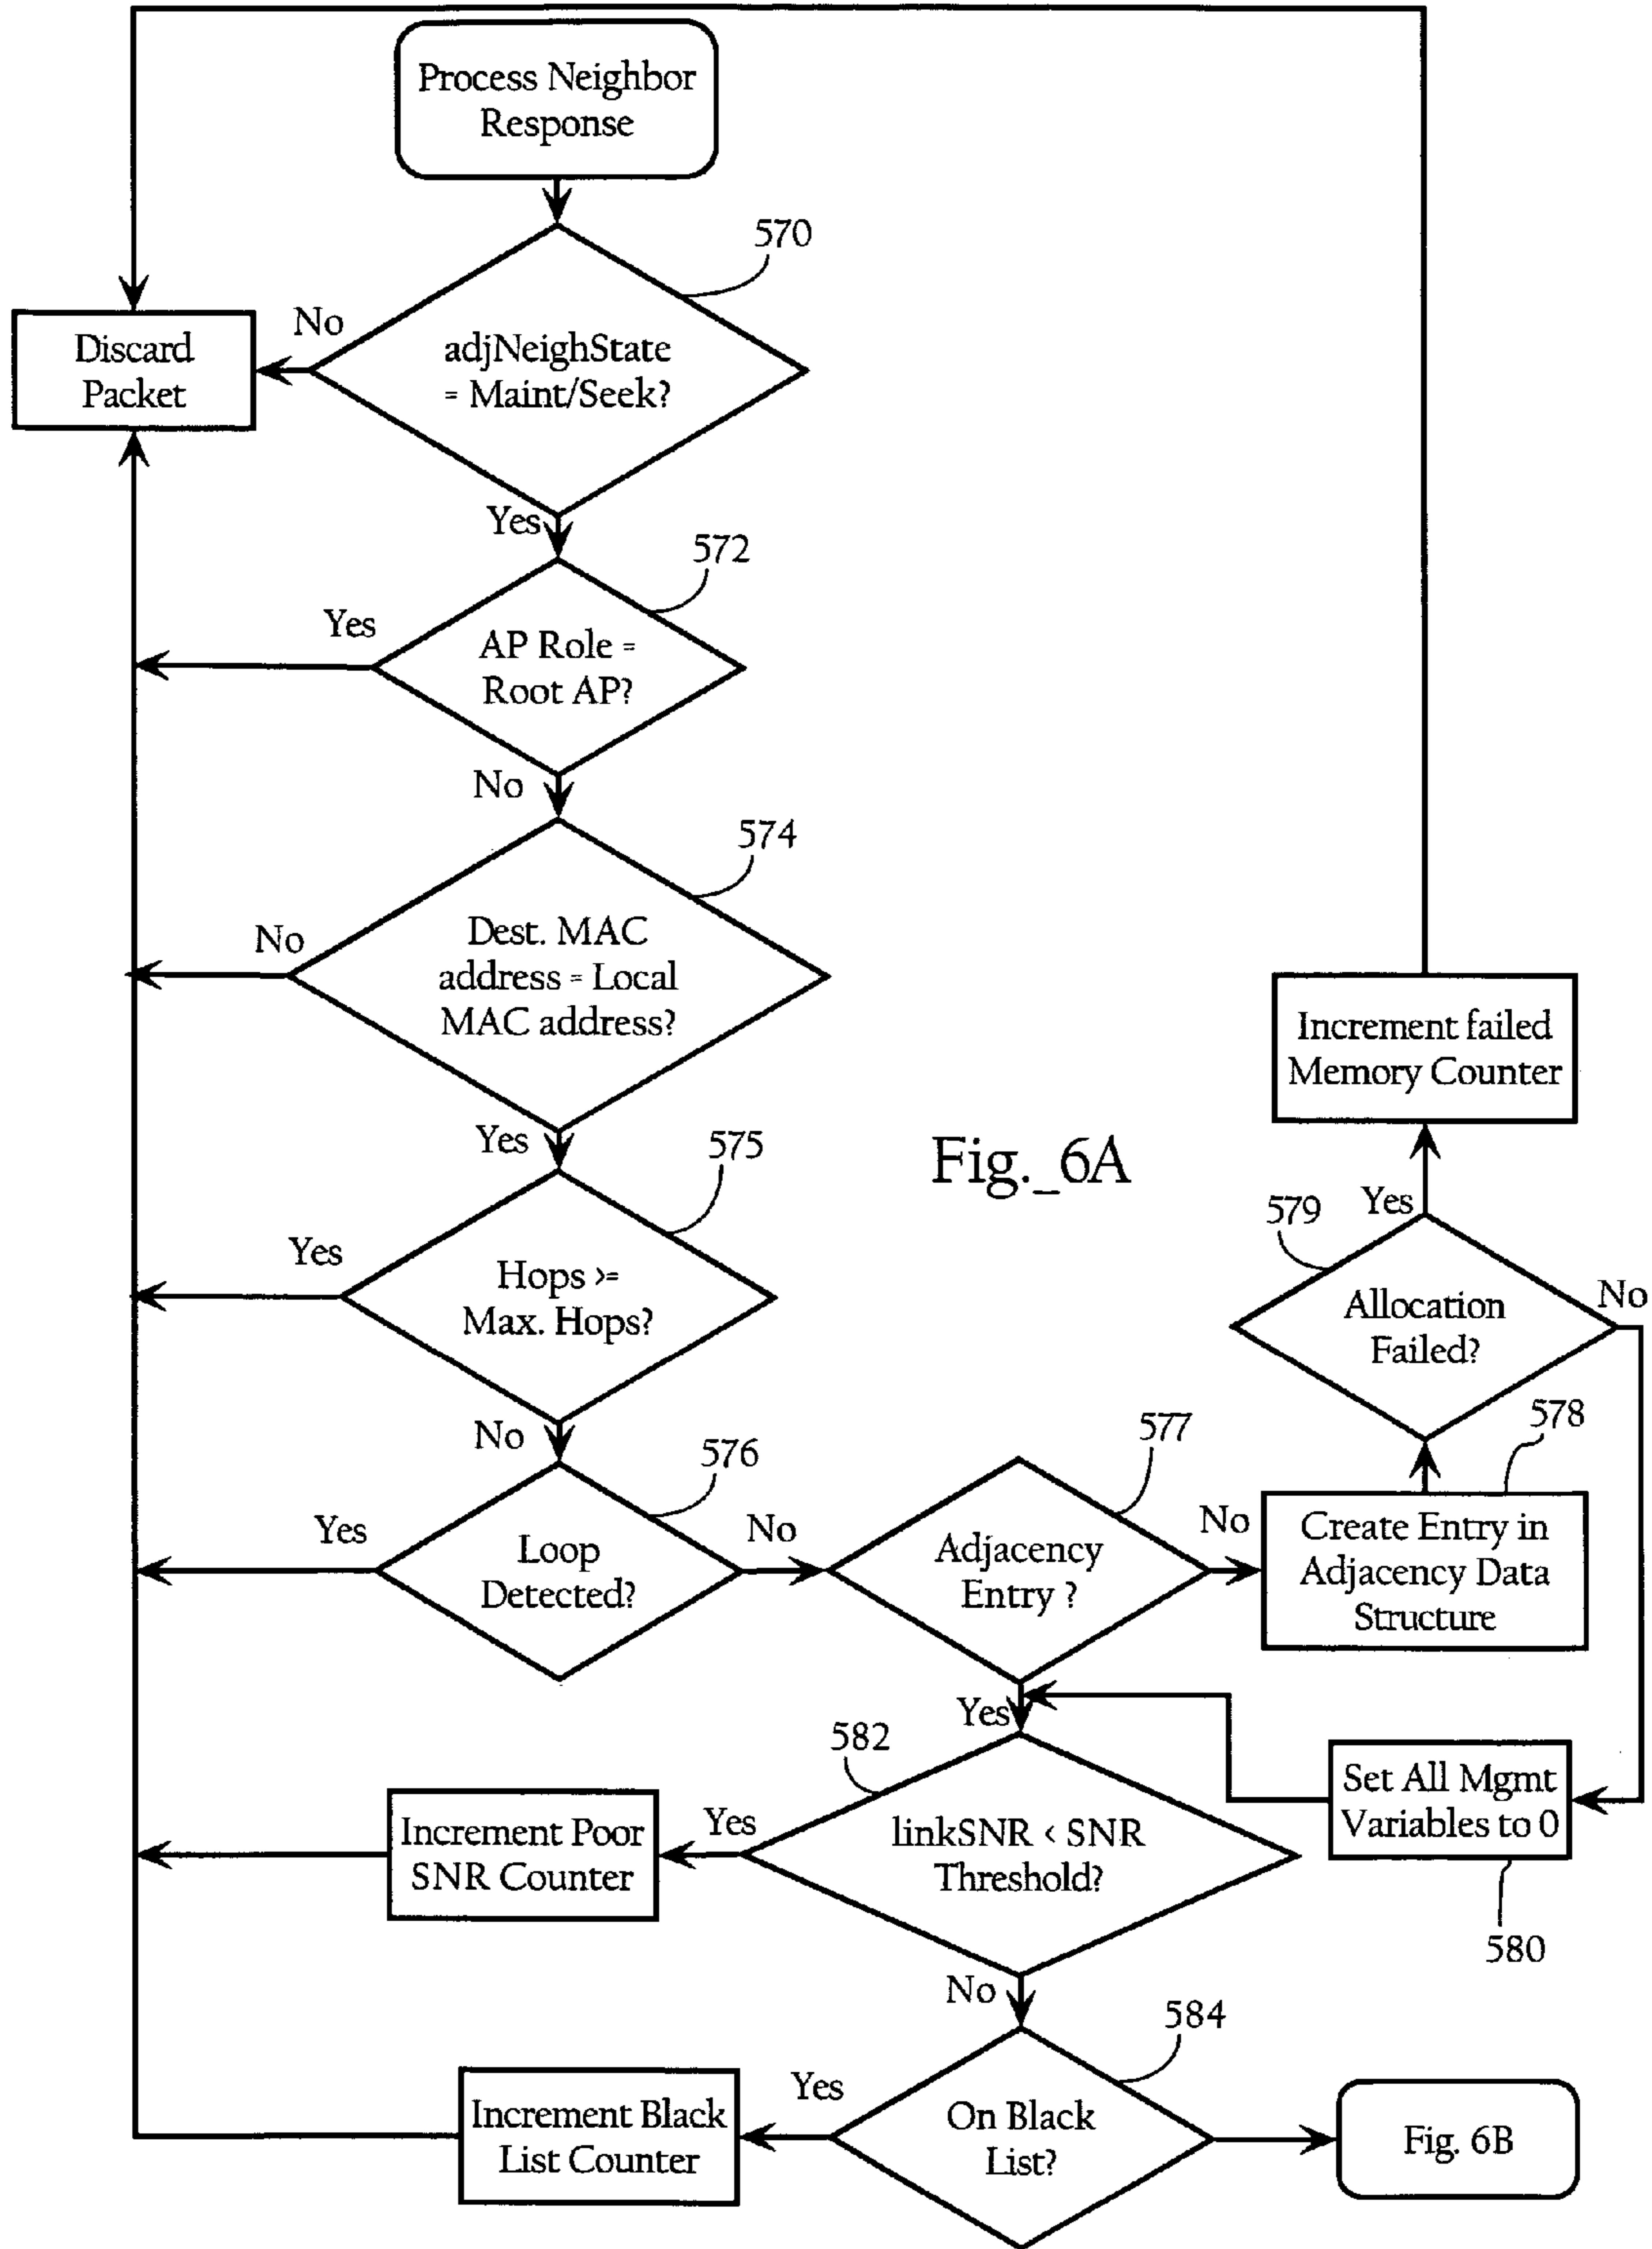 Process Neighbor
Response
570
No
Discard
Packet
adjNeighState
= Maint/Seek?
Yes
572
Yes
AP Role =
Root AP?
No
574
No
Dest. MAC
address = Local
MAC address?
Increment failed
Memory Counter
Yes
575
Fig._6A
Yes
Hops >=
Max. Hops?
579
Yes
Allocation
Failed?
No
No
576
577
578
Yes
Loop
Detected?
No
Adjacency
Entry ?
No
Create Entry in
Adjacency Data
Structure
Yes
582
Increment Poor
SNR Counter
Yes
linkSNR < SNR
Threshold?
Set All Mgmt
Variables to 0
580
No
584
Increment Black
List Counter
Yes
On Black
List?
Fig. 6B